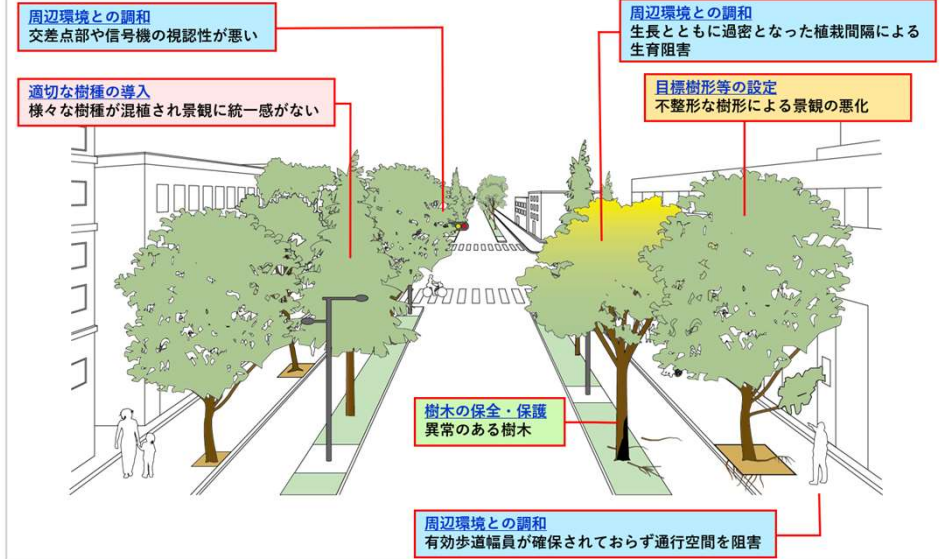 周辺環境との調和
交差点部や信号機の視認性が悪い
周辺環境との調和
生長とともに過密となった植栽間隔による
生育阻害
適切な樹種の導入
様々な樹種が混植され景観に統一感がない
目標樹形等の設定
不整形な樹形による景観の悪化
樹木の保全・保護
異常のある樹木
周辺環境との調和
有効歩道幅員が確保されておらず通行空間を阻害